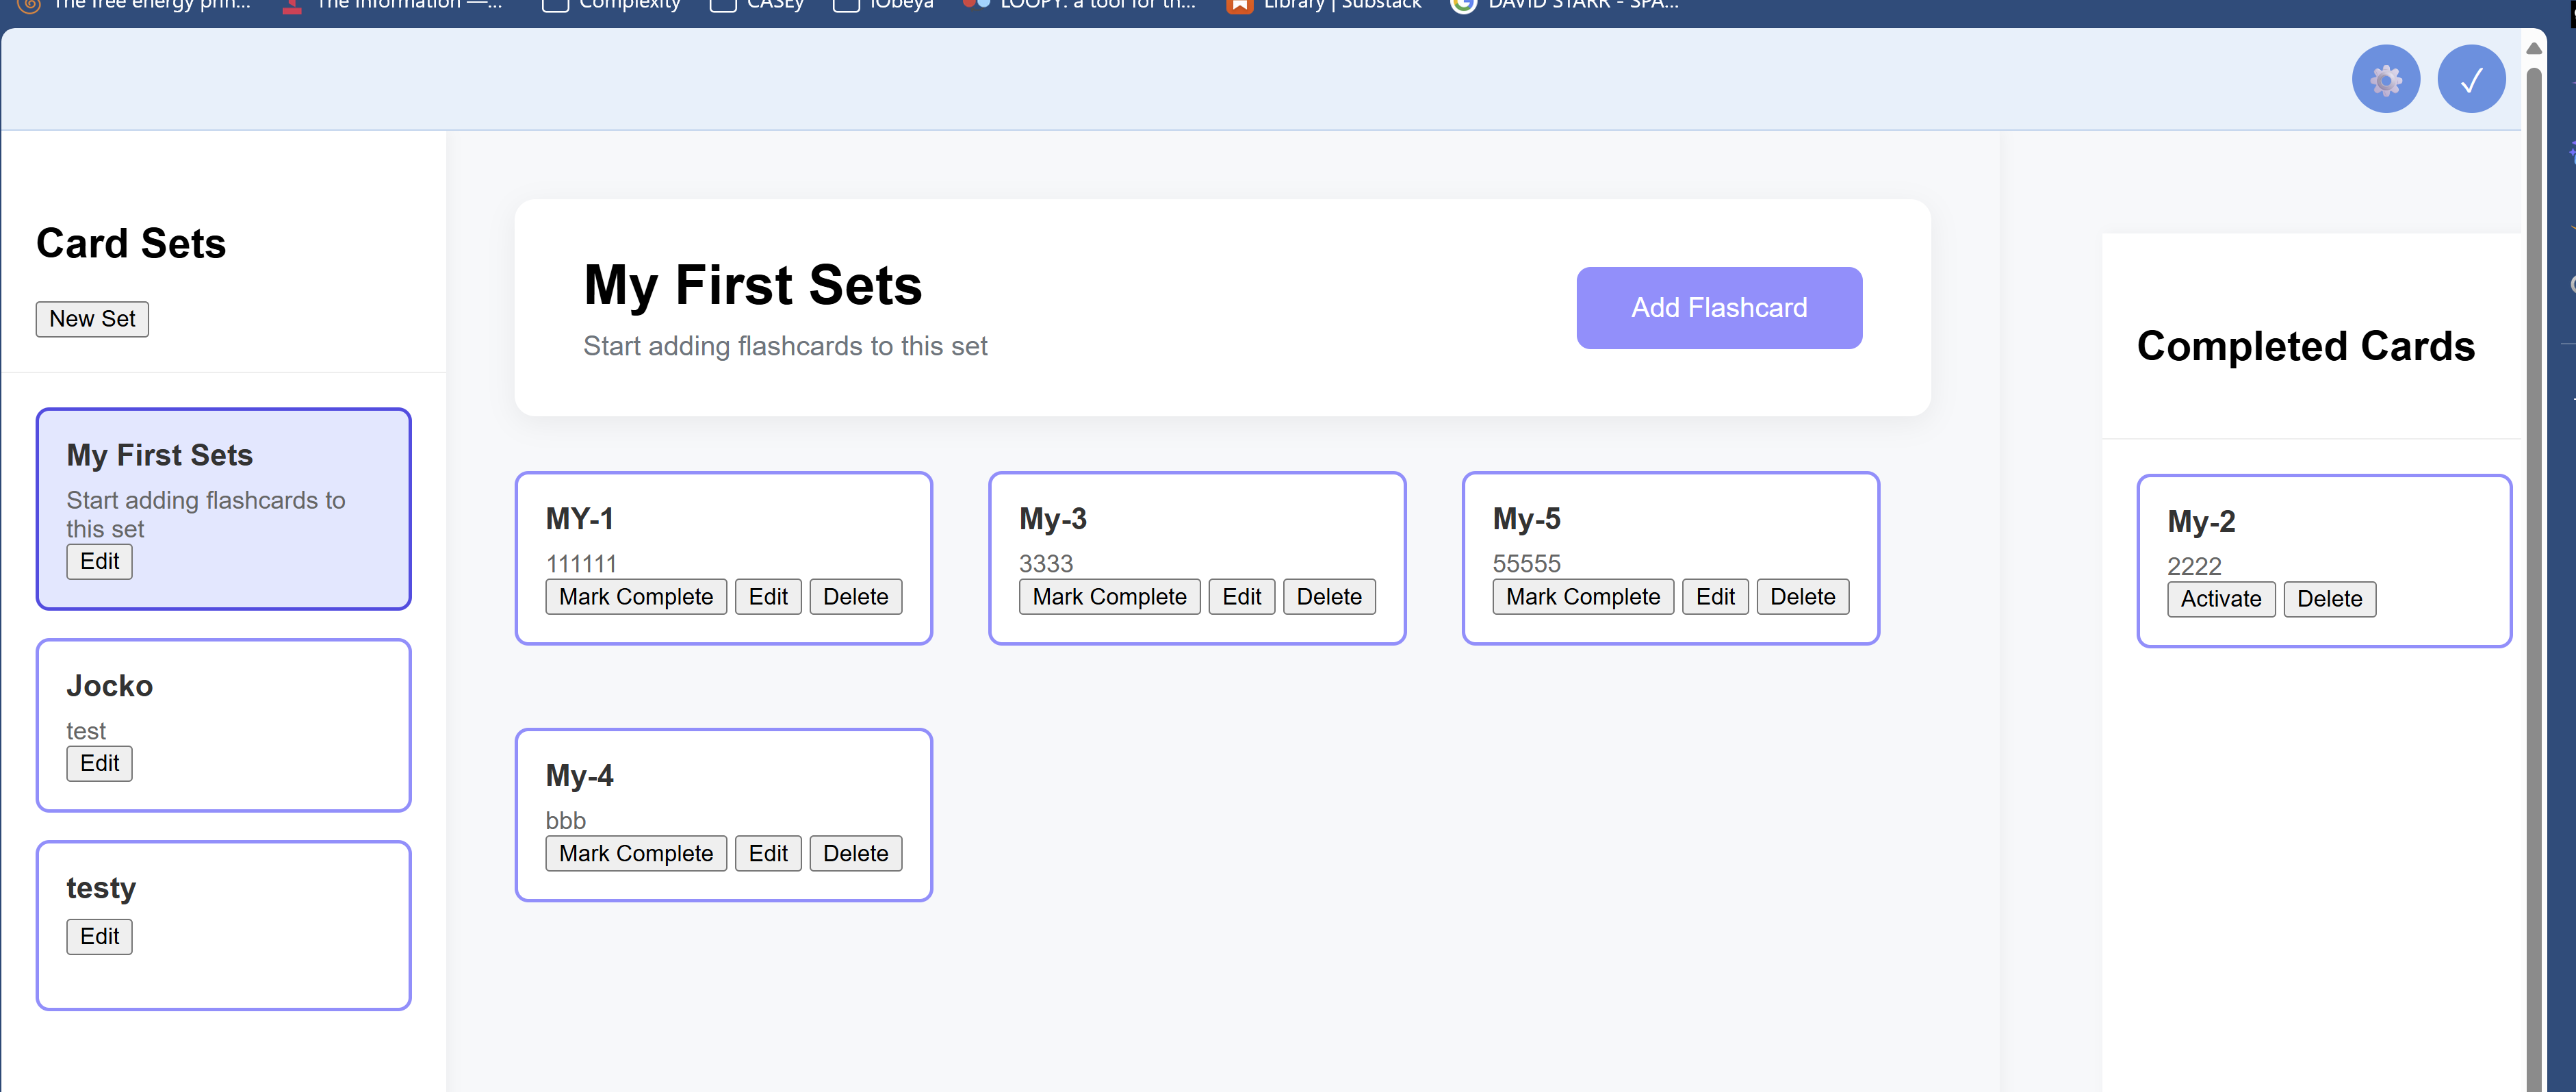 The free energy prin...
The Information —...
Complexity
CASEy
iObeya
LOOPY: a tool for th...
Library | Substack
DAVID STARR - SPA...
Card Sets
New Set
My First Sets
Start adding flashcards to
this set
Edit
Jocko
test
Edit
testy
Edit
My First Sets
Start adding flashcards to this set
Add Flashcard
MY-1
111111
Mark Complete Edit Delete
My-3
3333
Mark Complete Edit Delete
My-5
55555
Mark Complete Edit Delete
My-4
bbb
Mark Complete Edit Delete
Completed Cards
My-2
2222
Activate Delete